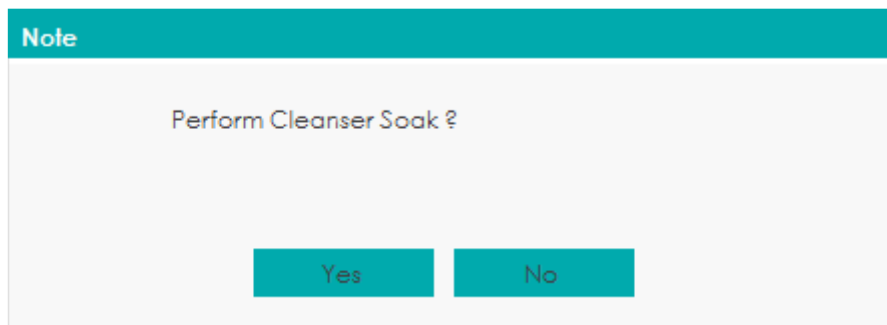 Note
Perform Cleanser Soak ?
Yes No